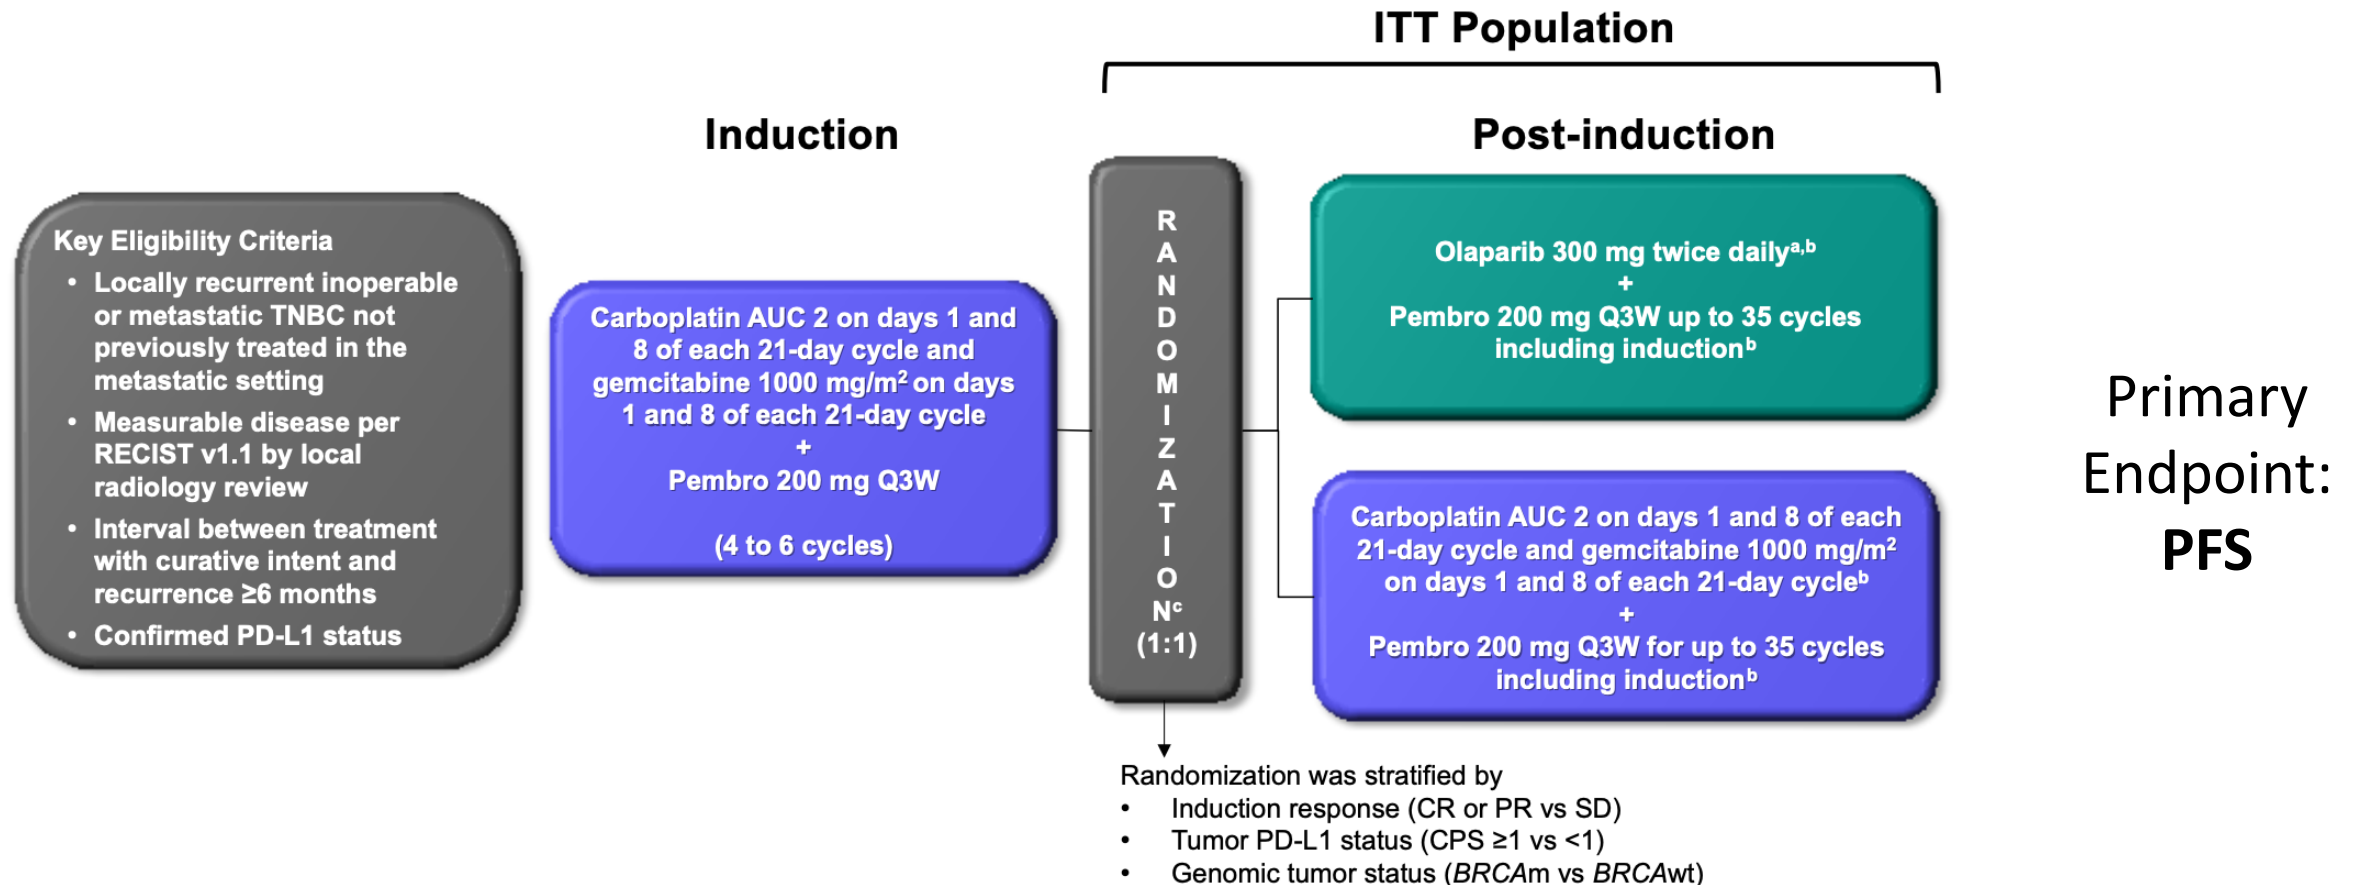 ITT Population
Induction
Post-induction
Key Eligibility Criteria
• Locally recurrent inoperable
or metastatic TNBC not
previously treated in the
metastatic setting
• Measurable disease per
RECIST v1.1 by local
radiology review
• Interval between treatment
with curative intent and
recurrence ≥6 months
• Confirmed PD-L1 status
Carboplatin AUC 2 on days 1 and
8 of each 21-day cycle and
gemcitabine 1000 mg/m² on days
1 and 8 of each 21-day cycle
+
Pembro 200 mg Q3W
(4 to 6 cycles)
R
A
N
D
O
M
I
Z
A
T
I
O
Nᶜ
(1:1)
Olaparib 300 mg twice dailyᵃ,ᵇ
+
Pembro 200 mg Q3W up to 35 cycles
including inductionᵇ
Carboplatin AUC 2 on days 1 and 8 of each
21-day cycle and gemcitabine 1000 mg/m²
on days 1 and 8 of each 21-day cycleᵇ
+
Pembro 200 mg Q3W for up to 35 cycles
including inductionᵇ
Primary
Endpoint:
PFS
Randomization was stratified by
• Induction response (CR or PR vs SD)
• Tumor PD-L1 status (CPS ≥1 vs <1)
• Genomic tumor status (BRCAm vs BRCAwt)